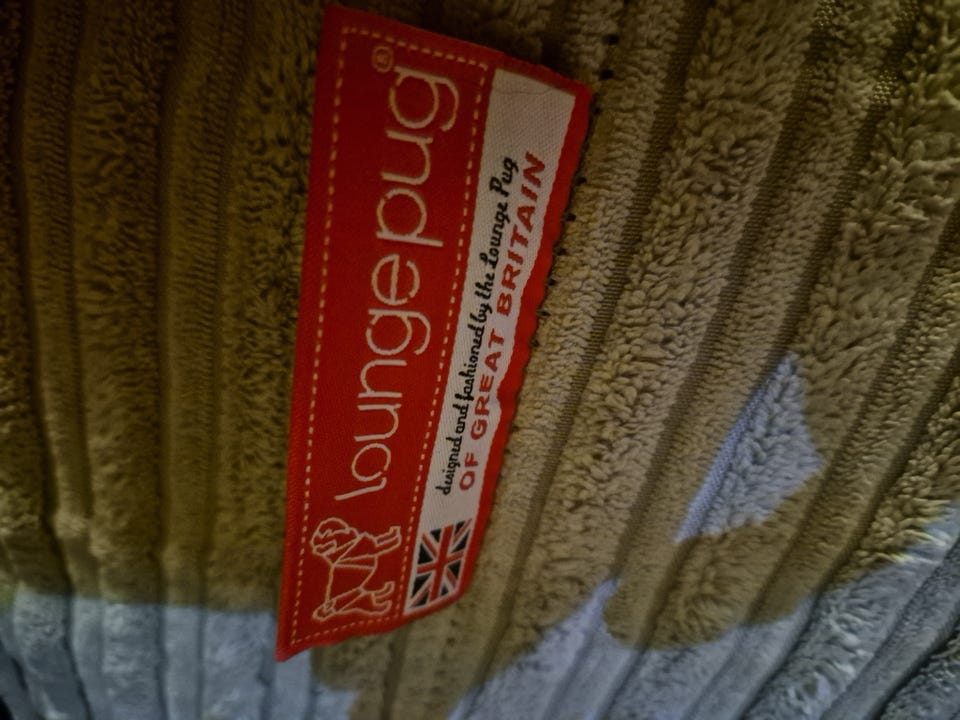 loungepug®
designed and fashioned by the Lounge Pug
OF GREAT BRITAIN